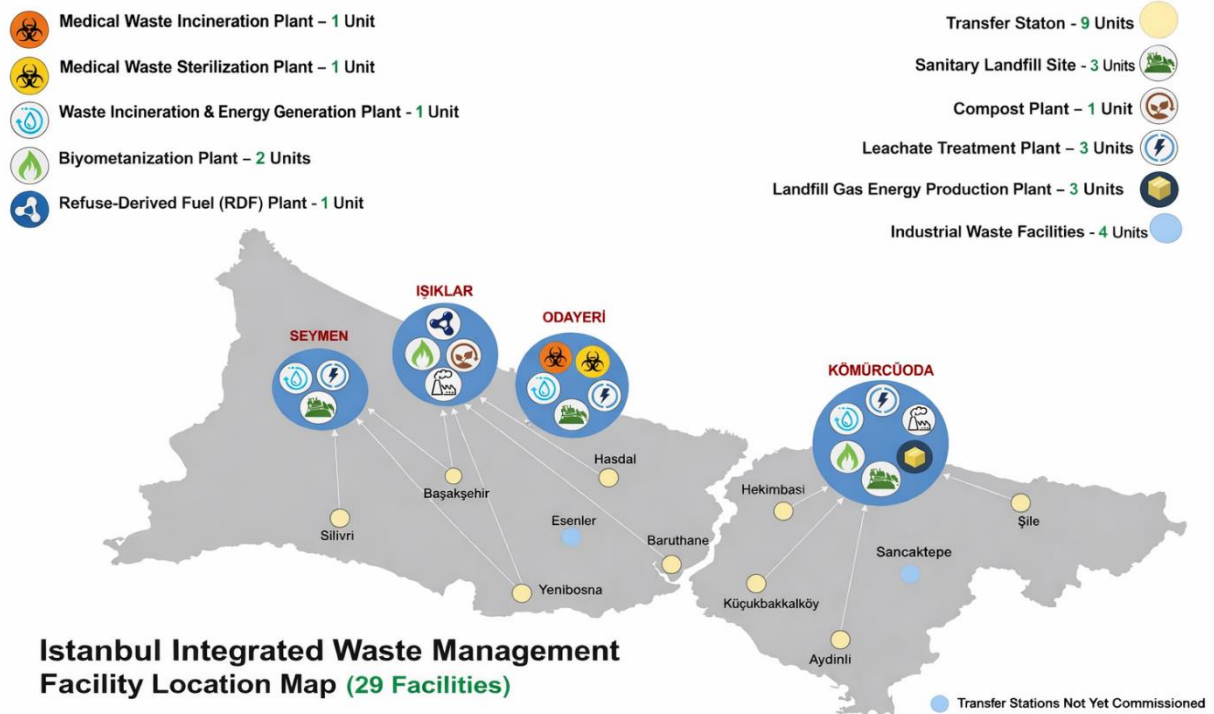 Medical Waste Incineration Plant – 1 Unit
Medical Waste Sterilization Plant – 1 Unit
Waste Incineration & Energy Generation Plant - 1 Unit
Biyometanization Plant – 2 Units
Refuse-Derived Fuel (RDF) Plant - 1 Unit
Transfer Staton - 9 Units
Sanitary Landfill Site - 3 Units
Compost Plant – 1 Unit
Leachate Treatment Plant – 3 Units
Landfill Gas Energy Production Plant – 3 Units
Industrial Waste Facilities - 4 Units
IŞIKLAR
ODAYERİ
SEYMEN
KÖMÜRCÜODA
Hasdal
Başakşehir
Hekimbasi
Esenler
Şile
Silivri
Baruthane
Sancaktepe
Yenibosna
Küçükbakkalköy
Aydinli
Istanbul Integrated Waste Management
Facility Location Map (29 Facilities)
Transfer Stations Not Yet Commissioned